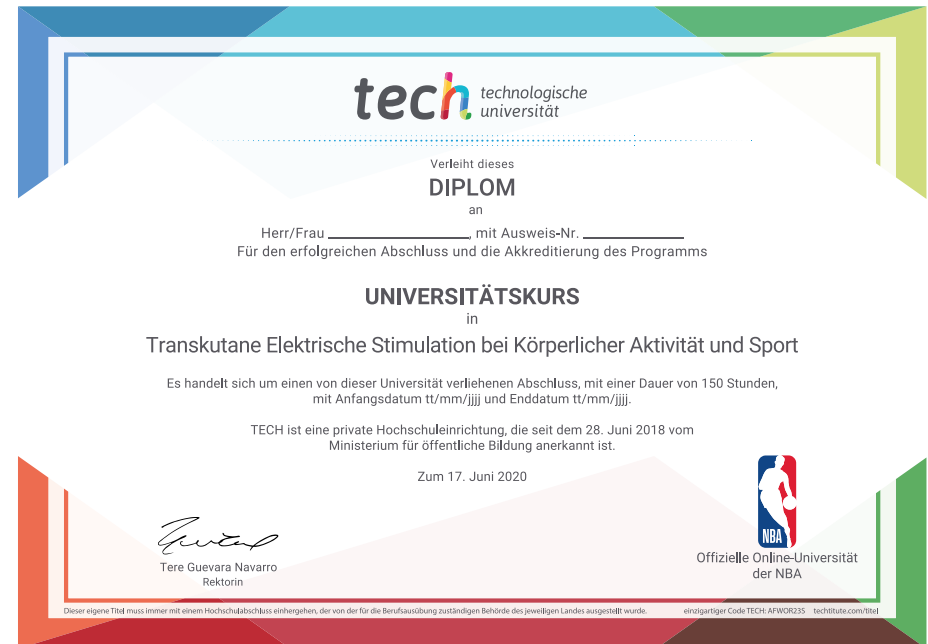 tech technologische
universität
Verleiht dieses
DIPLOM
an
Herr/Frau ____________________, mit Ausweis-Nr. ______________
Für den erfolgreichen Abschluss und die Akkreditierung des Programms
UNIVERSITÄTSKURS
in
Transkutane Elektrische Stimulation bei Körperlicher Aktivität und Sport
Es handelt sich um einen von dieser Universität verliehenen Abschluss, mit einer Dauer von 150 Stunden,
mit Anfangsdatum tt/mm/jjjj und Enddatum tt/mm/jjjj.
TECH ist eine private Hochschuleinrichtung, die seit dem 28. Juni 2018 vom
Ministerium für öffentliche Bildung anerkannt ist.
Zum 17. Juni 2020
Tere Guevara Navarro
Rektorin
NBA
Offizielle Online-Universität
der NBA
Dieser eigene Titel muss immer mit einem Hochschulabschluss einhergehen, der von der für die Berufsausübung zuständigen Behörde des jeweiligen Landes ausgestellt wurde. einzigartiger Code TECH: AFWOR23S techtitute.com/titel